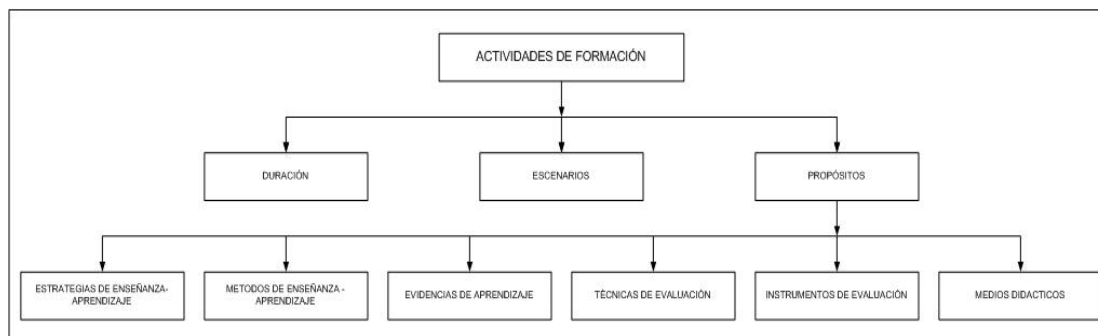 ACTIVIDADES DE FORMACIÓN
DURACIÓN
ESCENARIOS
PROPÓSITOS
ESTRATEGIAS DE ENSEÑANZA-
APRENDIZAJE
METODOS DE ENSEÑANZA -
APRENDIZAJE
EVIDENCIAS DE APRENDIZAJE
TÉCNICAS DE EVALUACIÓN
INSTRUMENTOS DE EVALUACIÓN
MEDIOS DIDACTICOS